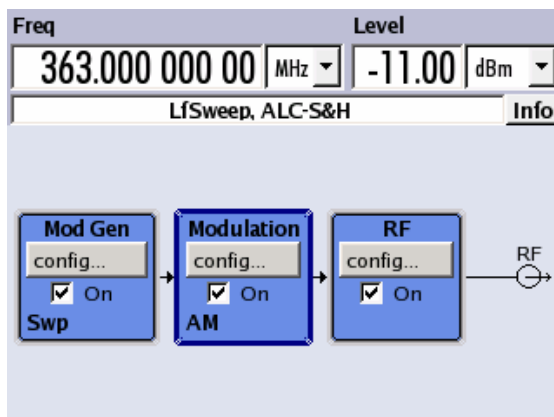 Freq Level
363.000 000 00 MHz -11.00 dBm
LfSweep, ALC-S&H Info
Mod Gen Modulation RF
config... config... config... RF
On On On
Swp AM